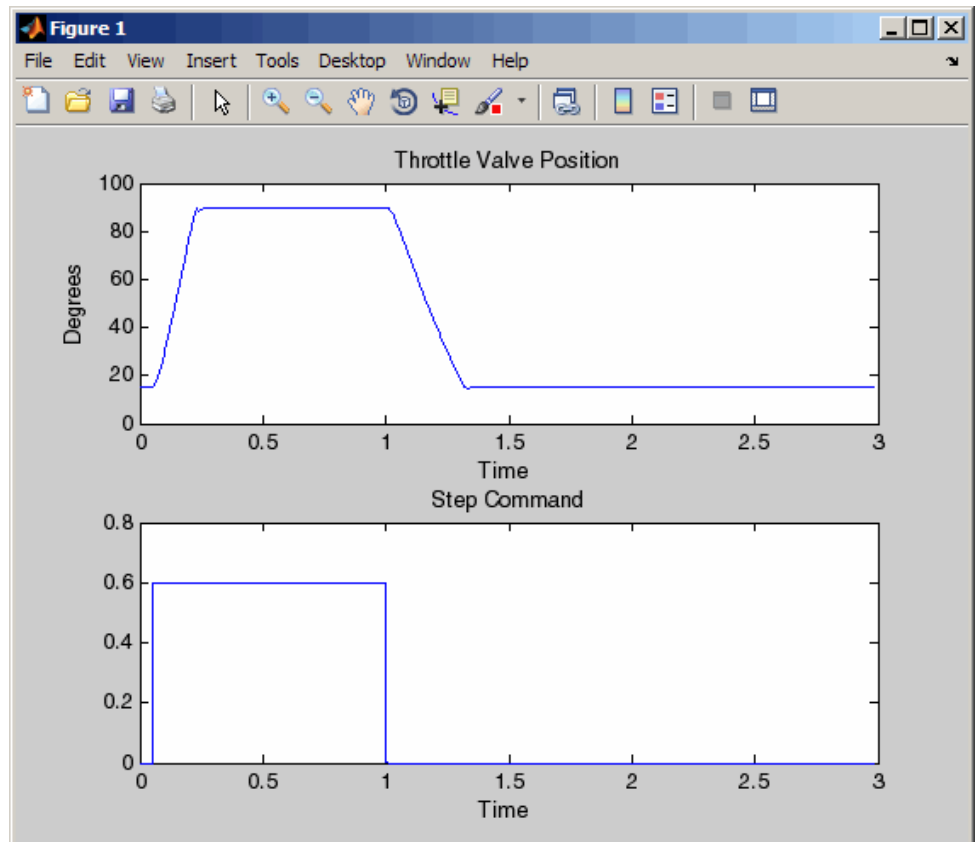 Figure 1
File Edit View Insert Tools Desktop Window Help
Throttle Valve Position
100
80
60
40
20
0
Degrees
0 0.5 1 1.5 2 2.5 3
Time
Step Command
0.8
0.6
0.4
0.2
0
0 0.5 1 1.5 2 2.5 3
Time